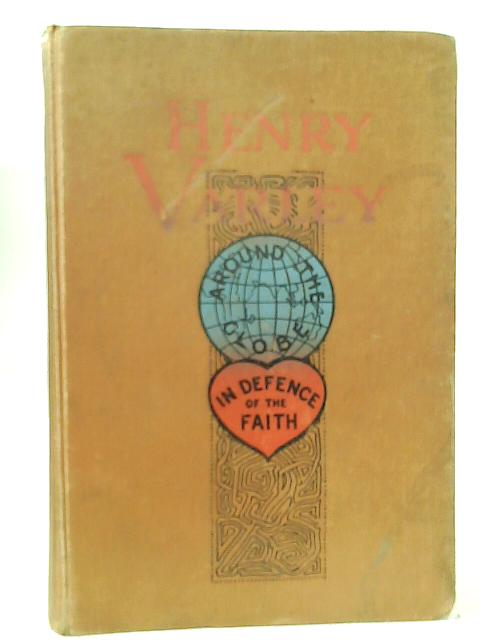 HENRY
VARLEY
AROUND THE
GLOBE
IN DEFENCE
OF THE
FAITH